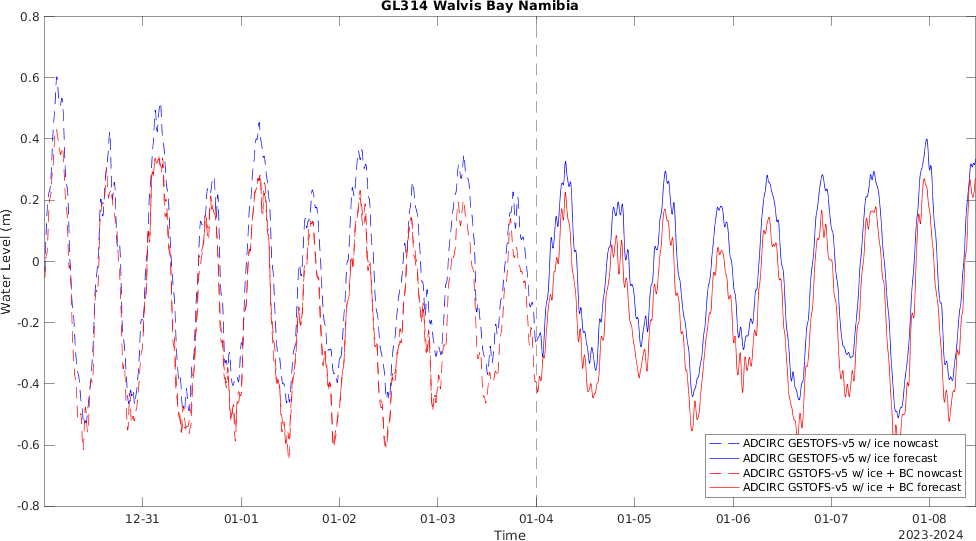 GL314 Walvis Bay Namibia
0.8
0.6
0.4
0.2
0
-0.2
-0.4
-0.6
-0.8
Water Level (m)
12-31
01-01
01-02
01-03
01-04
01-05
01-06
01-07
01-08
Time
2023-2024
ADCIRC GESTOFS-v5 w/ ice nowcast
ADCIRC GESTOFS-v5 w/ ice forecast
ADCIRC GSTOFS-v5 w/ ice + BC nowcast
ADCIRC GSTOFS-v5 w/ ice + BC forecast